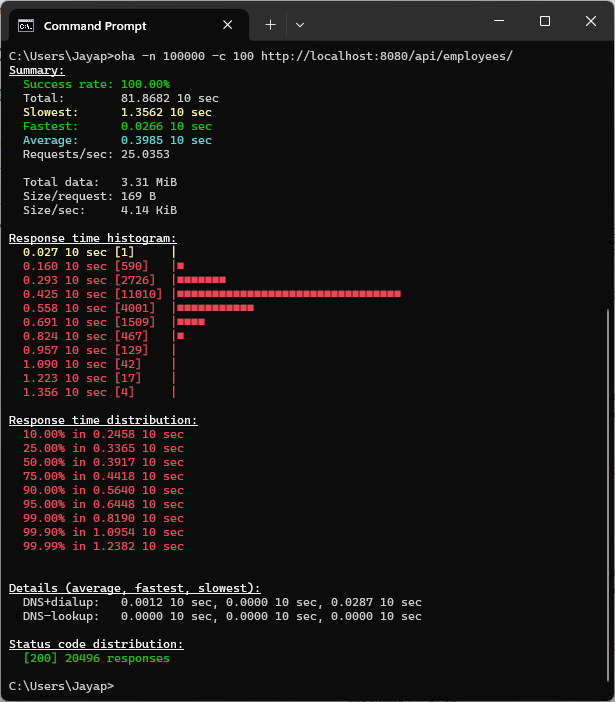 Command Prompt
C:\Users\Jayap>oha -n 100000 -c 100 http://localhost:8080/api/employees/
Summary:
  Success rate: 100.00%
  Total:        81.8682 10 sec
  Slowest:      1.3562 10 sec
  Fastest:      0.0266 10 sec
  Average:      0.3985 10 sec
  Requests/sec: 25.0353

  Total data:   3.31 MiB
  Size/request: 169 B
  Size/sec:     4.14 KiB

Response time histogram:
  0.027 10 sec [1]     |
  0.160 10 sec [590]   |■
  0.293 10 sec [2726]  |■■■■■■■
  0.425 10 sec [11010] |■■■■■■■■■■■■■■■■■■■■■■■■■■■■■■■■
  0.558 10 sec [4001]  |■■■■■■■■■■■
  0.691 10 sec [1509]  |■■■■
  0.824 10 sec [467]   |■
  0.957 10 sec [129]   |
  1.090 10 sec [42]    |
  1.223 10 sec [17]    |
  1.356 10 sec [4]     |

Response time distribution:
  10.00% in 0.2458 10 sec
  25.00% in 0.3365 10 sec
  50.00% in 0.3917 10 sec
  75.00% in 0.4418 10 sec
  90.00% in 0.5640 10 sec
  95.00% in 0.6448 10 sec
  99.00% in 0.8190 10 sec
  99.90% in 1.0954 10 sec
  99.99% in 1.2382 10 sec

Details (average, fastest, slowest):
  DNS+dialup:   0.0012 10 sec, 0.0000 10 sec, 0.0287 10 sec
  DNS-lookup:   0.0000 10 sec, 0.0000 10 sec, 0.0000 10 sec

Status code distribution:
  [200] 20496 responses

C:\Users\Jayap>